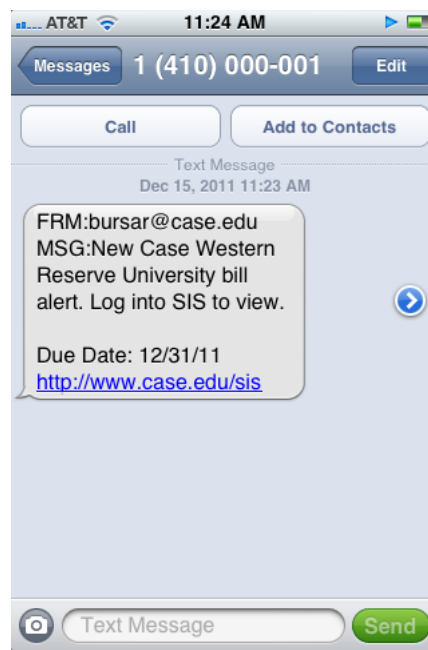 AT&T 11:24 AM
Messages 1 (410) 000-001 Edit
Call Add to Contacts
Text Message
Dec 15, 2011 11:23 AM
FRM:bursar@case.edu
MSG:New Case Western
Reserve University bill
alert. Log into SIS to view.
Due Date: 12/31/11
http://www.case.edu/sis
Text Message Send